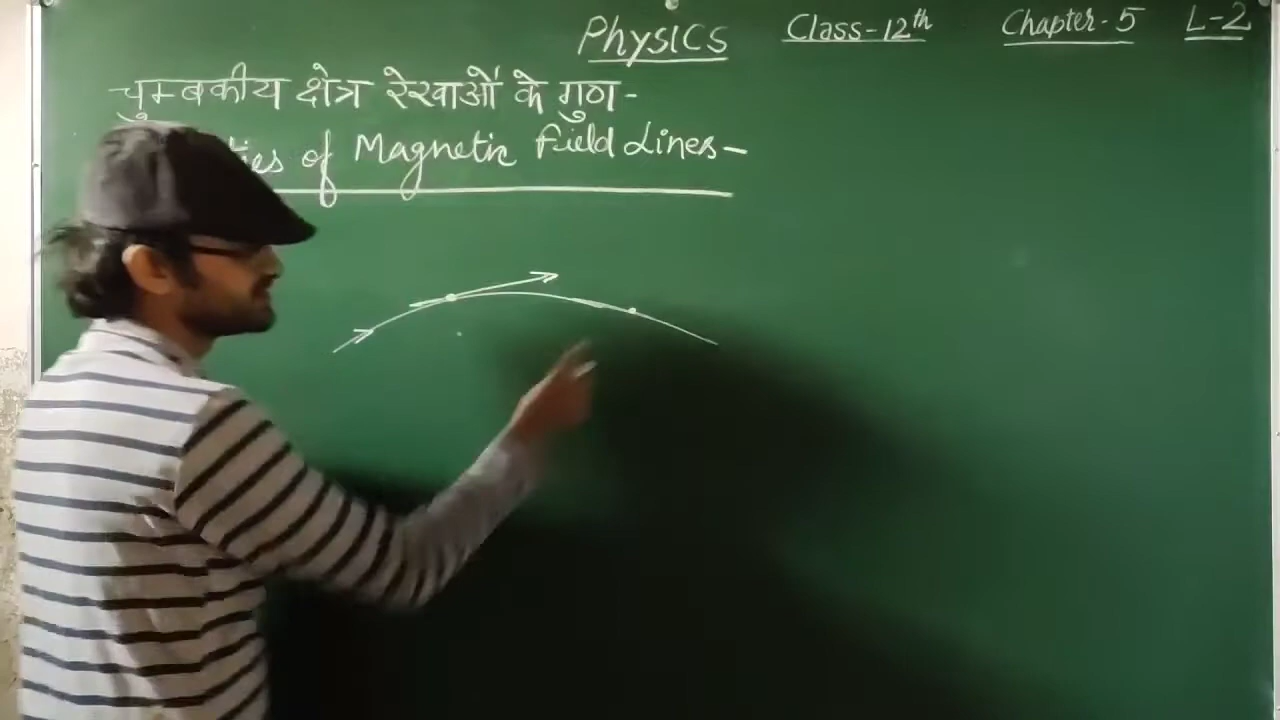 Physics Class-12th Chapter-5 L-2
चुम्बकीय क्षेत्र रेखाओं के गुण-
of Magnetic Field Lines-